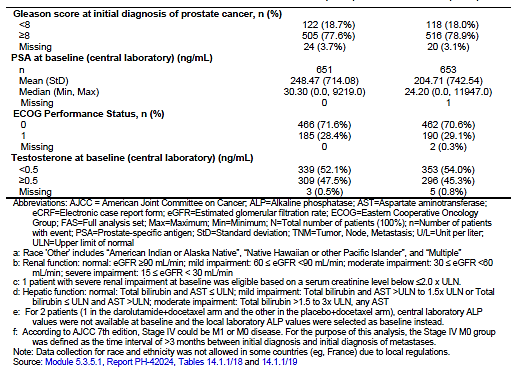 Gleason score at initial diagnosis of prostate cancer, n (%)
<8 122 (18.7%) 118 (18.0%)
≥8 505 (77.6%) 516 (78.9%)
Missing 24 (3.7%) 20 (3.1%)
PSA at baseline (central laboratory) (ng/mL)
n 651 653
Mean (StD) 248.47 (714.08) 204.71 (742.54)
Median (Min, Max) 30.30 (0.0, 9219.0) 24.20 (0.0, 11947.0)
Missing 0 1
ECOG Performance Status, n (%)
0 466 (71.6%) 462 (70.6%)
1 185 (28.4%) 190 (29.1%)
Missing 0 2 (0.3%)
Testosterone at baseline (central laboratory) (ng/mL)
<0.5 339 (52.1%) 353 (54.0%)
≥0.5 309 (47.5%) 296 (45.3%)
Missing 3 (0.5%) 5 (0.8%)
Abbreviations: AJCC = American Joint Committee on Cancer; ALP=Alkaline phosphatase; AST=Aspartate aminotransferase;
eCRF=Electronic case report form; eGFR=Estimated glomerular filtration rate; ECOG=Eastern Cooperative Oncology
Group; FAS=Full analysis set; Max=Maximum; Min=Minimum; N=Total number of patients (100%); n=Number of patients
with event; PSA=Prostate-specific antigen; StD=Standard deviation; TNM=Tumor, Node, Metastasis; U/L=Unit per liter;
ULN=Upper limit of normal
a: Race 'Other' includes "American Indian or Alaska Native", "Native Hawaiian or other Pacific Islander", and "Multiple"
b: Renal function: normal: eGFR ≥90 mL/min; mild impairment: 60 ≤ eGFR <90 mL/min; moderate impairment: 30 ≤ eGFR <60
mL/min; severe impairment: 15 ≤ eGFR < 30 mL/min
c: 1 patient with severe renal impairment at baseline was eligible based on a serum creatinine level below ≤2.0 x ULN.
d: Hepatic function: normal: Total bilirubin and AST ≤ ULN; mild impairment: Total bilirubin and AST >ULN to 1.5x ULN or Total
bilirubin ≤ ULN and AST >ULN; moderate impairment: Total bilirubin >1.5 to 3x ULN, any AST
e: For 2 patients (1 in the darolutamide+docetaxel arm and the other in the placebo+docetaxel arm), central laboratory ALP
values were not available at baseline and the local laboratory ALP values were selected as baseline instead.
f: According to AJCC 7th edition, Stage IV could be M1 or M0 disease. For the purpose of this analysis, the Stage IV M0 group
was defined as the time interval of >3 months between initial diagnosis and initial diagnosis of metastases.
Note: Data collection for race and ethnicity was not allowed in some countries (eg, France) due to local regulations.
Source: Module 5.3.5.1, Report PH-42024, Tables 14.1.1/18 and 14.1.1/19